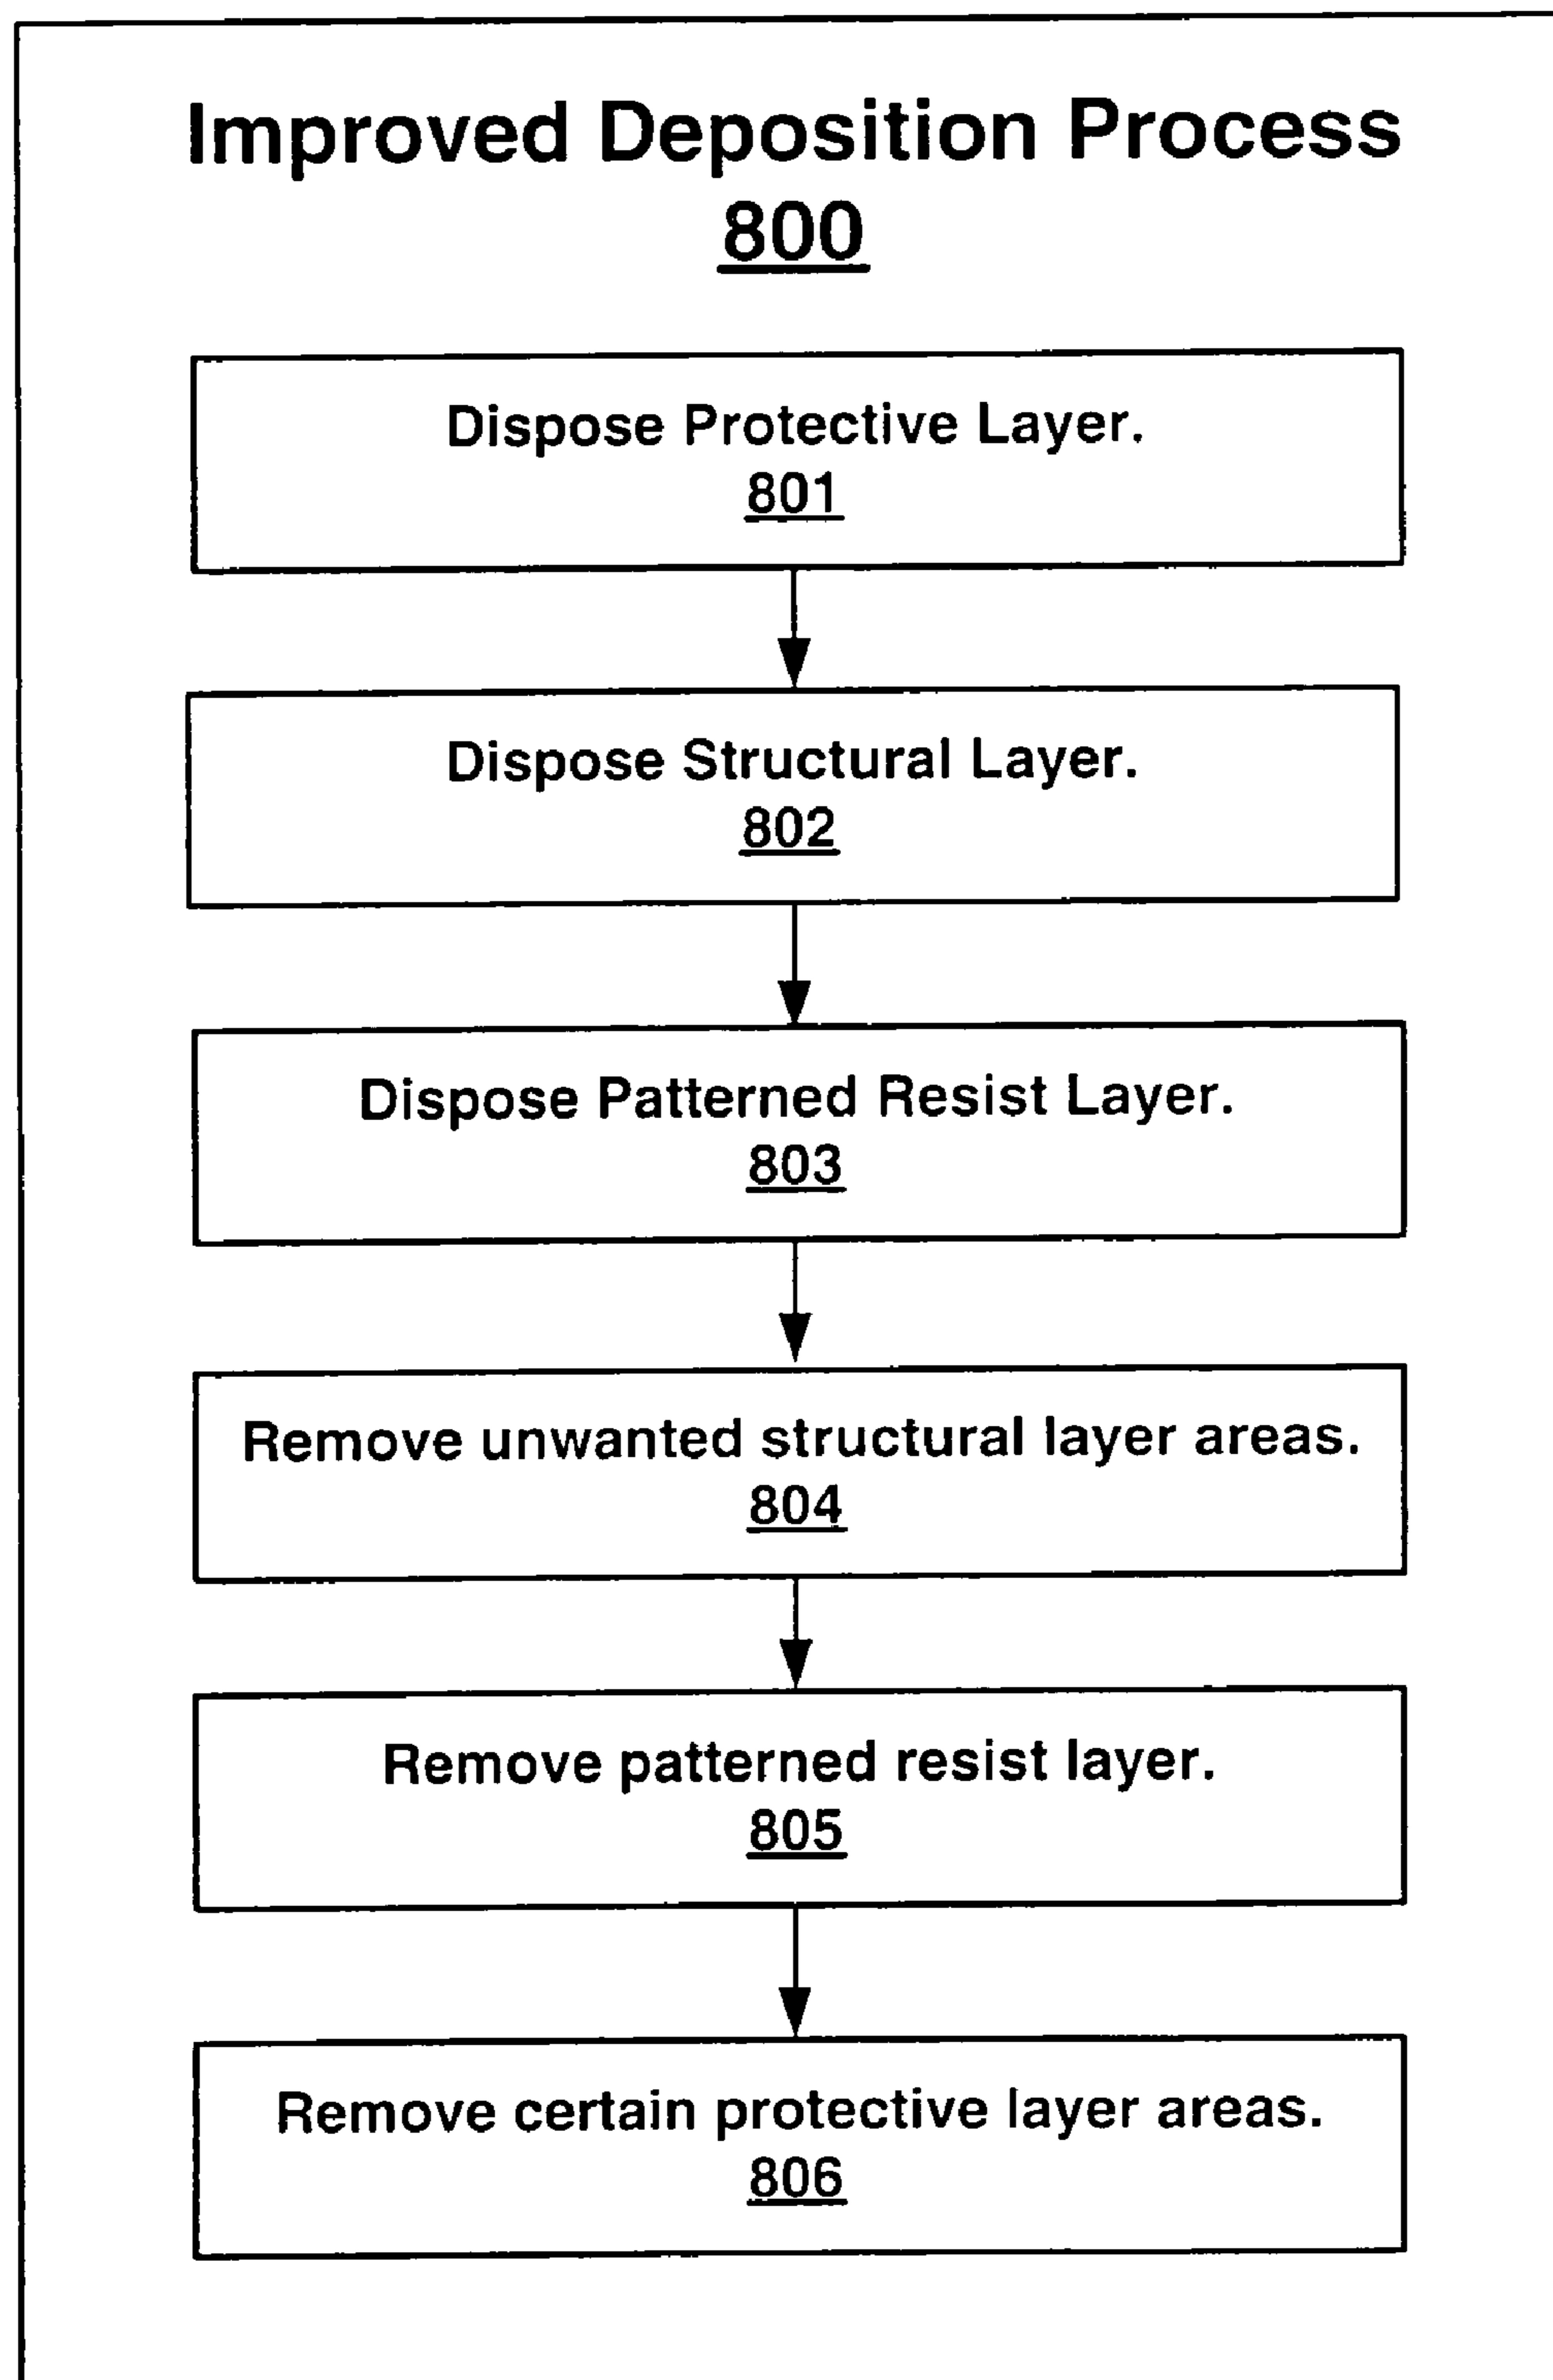 Improved Deposition Process
800
Dispose Protective Layer.
801
Dispose Structural Layer.
802
Dispose Patterned Resist Layer.
803
Remove unwanted structural layer areas.
804
Remove patterned resist layer.
805
Remove certain protective layer areas.
806